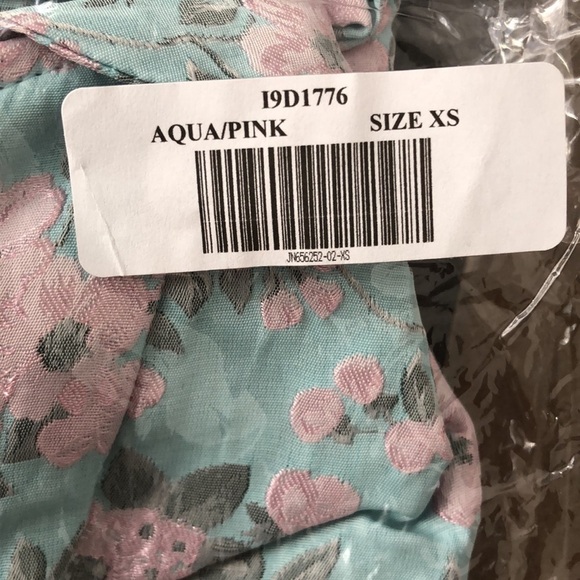 I9D1776
AQUA/PINK SIZE XS
JN656252-02-XS